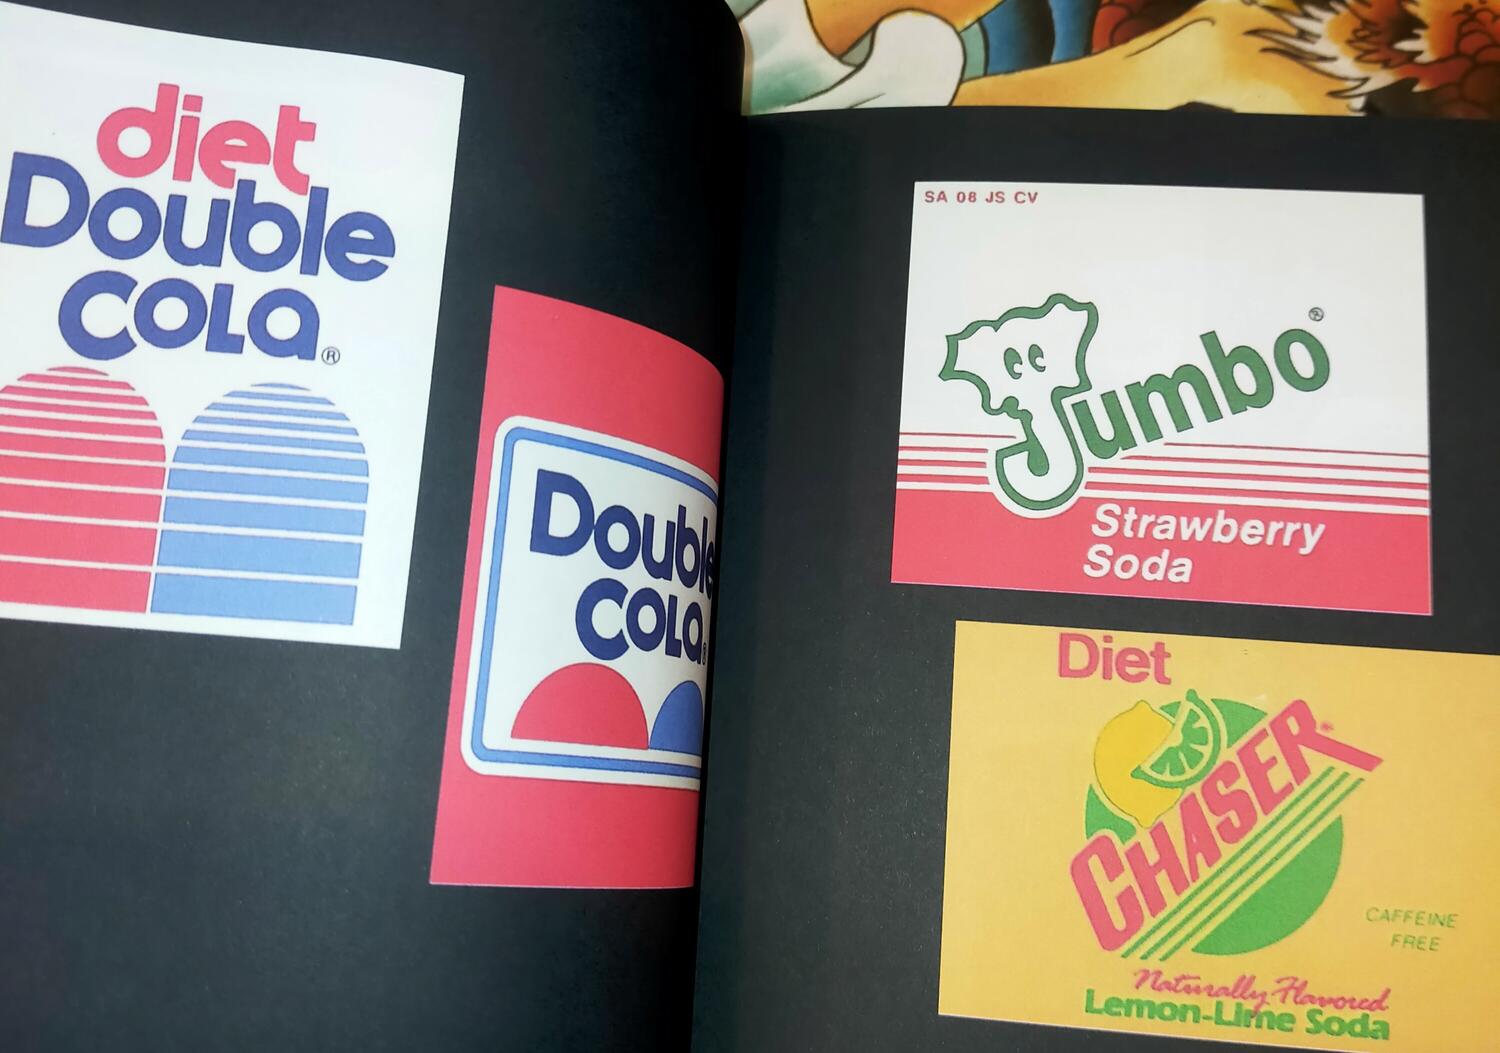 diet
Double
COLA®
Double
COLA®
SA 08 JS CV
Jumbo®
Strawberry
Soda
Diet
CHASER®
CAFFEINE
FREE
Naturally Flavored
Lemon-Lime Soda